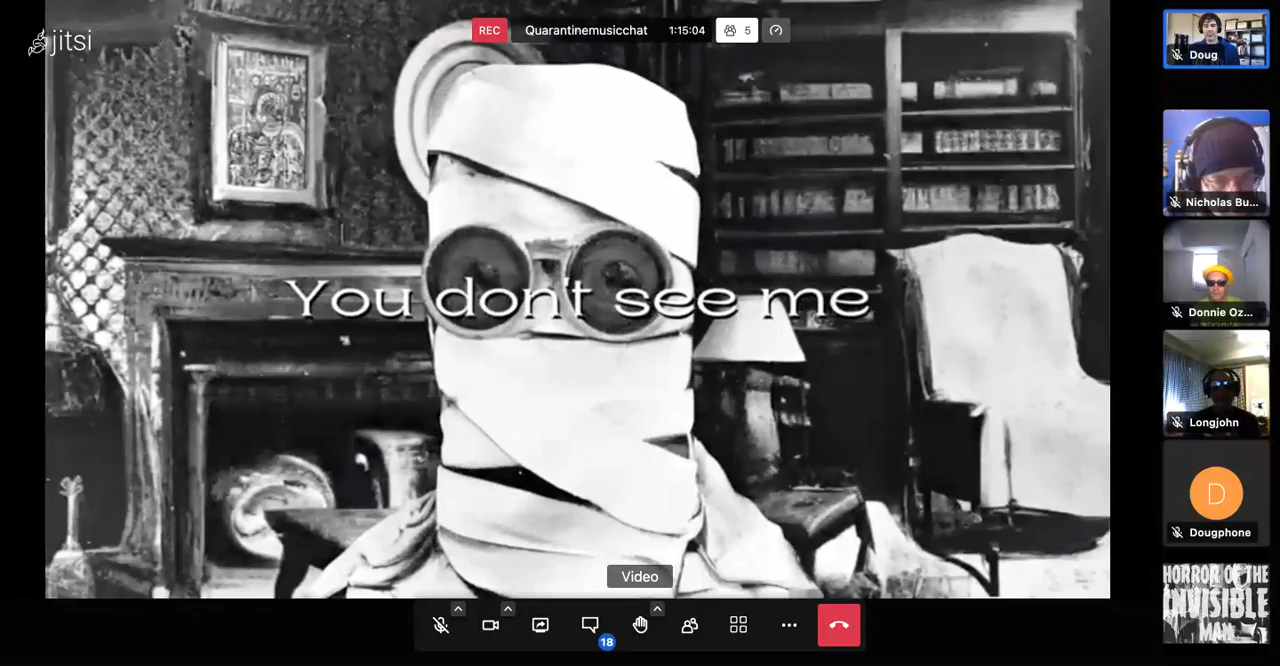 jitsi
REC
Quarantinemusicchat
1:15:04
5
Doug
Nicholas Bu...
Donnie Oz...
Longjohn
D
Dougphone
You don't see me
Video
18
HORROR OF THE
INVISIBLE
MAN